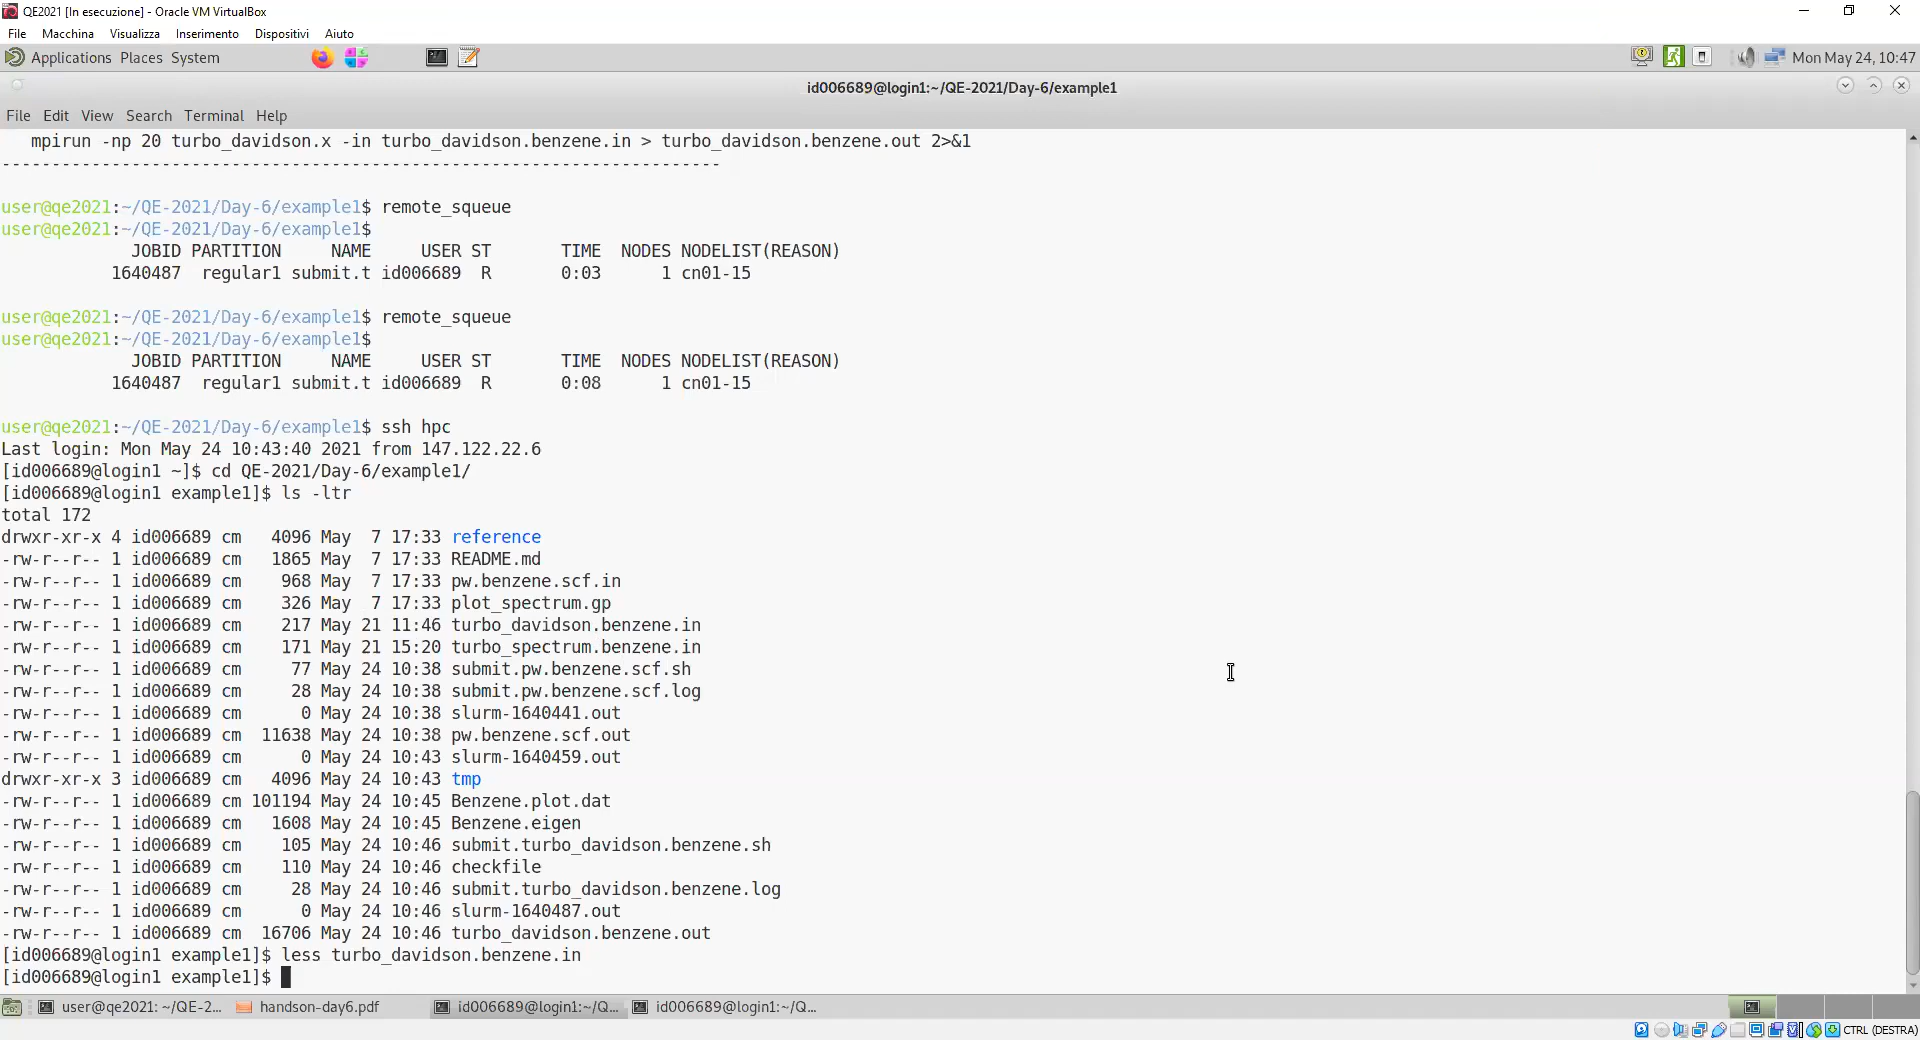 QE2021 [In esecuzione] - Oracle VM VirtualBox
File Macchina Visualizza Inserimento Dispositivi Aiuto
Applications Places System Mon May 24, 10:47
id006689@login1:~/QE-2021/Day-6/example1
File Edit View Search Terminal Help
mpirun -np 20 turbo_davidson.x -in turbo_davidson.benzene.in > turbo_davidson.benzene.out 2>&1
------------------------------------------------------------------------
user@qe2021:~/QE-2021/Day-6/example1$ remote_squeue
user@qe2021:~/QE-2021/Day-6/example1$
JOBID PARTITION NAME USER ST TIME NODES NODELIST(REASON)
1640487 regular1 submit.t id006689 R 0:03 1 cn01-15
user@qe2021:~/QE-2021/Day-6/example1$ remote_squeue
user@qe2021:~/QE-2021/Day-6/example1$
JOBID PARTITION NAME USER ST TIME NODES NODELIST(REASON)
1640487 regular1 submit.t id006689 R 0:08 1 cn01-15
user@qe2021:~/QE-2021/Day-6/example1$ ssh hpc
Last login: Mon May 24 10:43:40 2021 from 147.122.22.6
[id006689@login1 ~]$ cd QE-2021/Day-6/example1/
[id006689@login1 example1]$ ls -ltr
total 172
drwxr-xr-x 4 id006689 cm 4096 May 7 17:33 reference
-rw-r--r-- 1 id006689 cm 1865 May 7 17:33 README.md
-rw-r--r-- 1 id006689 cm 968 May 7 17:33 pw.benzene.scf.in
-rw-r--r-- 1 id006689 cm 326 May 7 17:33 plot_spectrum.gp
-rw-r--r-- 1 id006689 cm 217 May 21 11:46 turbo_davidson.benzene.in
-rw-r--r-- 1 id006689 cm 171 May 21 15:20 turbo_spectrum.benzene.in
-rw-r--r-- 1 id006689 cm 77 May 24 10:38 submit.pw.benzene.scf.sh
-rw-r--r-- 1 id006689 cm 28 May 24 10:38 submit.pw.benzene.scf.log
-rw-r--r-- 1 id006689 cm 0 May 24 10:38 slurm-1640441.out
-rw-r--r-- 1 id006689 cm 11638 May 24 10:38 pw.benzene.scf.out
-rw-r--r-- 1 id006689 cm 0 May 24 10:43 slurm-1640459.out
drwxr-xr-x 3 id006689 cm 4096 May 24 10:43 tmp
-rw-r--r-- 1 id006689 cm 101194 May 24 10:45 Benzene.plot.dat
-rw-r--r-- 1 id006689 cm 1608 May 24 10:45 Benzene.eigen
-rw-r--r-- 1 id006689 cm 105 May 24 10:46 submit.turbo_davidson.benzene.sh
-rw-r--r-- 1 id006689 cm 110 May 24 10:46 checkfile
-rw-r--r-- 1 id006689 cm 28 May 24 10:46 submit.turbo_davidson.benzene.log
-rw-r--r-- 1 id006689 cm 0 May 24 10:46 slurm-1640487.out
-rw-r--r-- 1 id006689 cm 16706 May 24 10:46 turbo_davidson.benzene.out
[id006689@login1 example1]$ less turbo_davidson.benzene.in
[id006689@login1 example1]$
user@qe2021: ~/QE-2... handson-day6.pdf id006689@login1:~/Q... id006689@login1:~/Q...
CTRL (DESTRA)